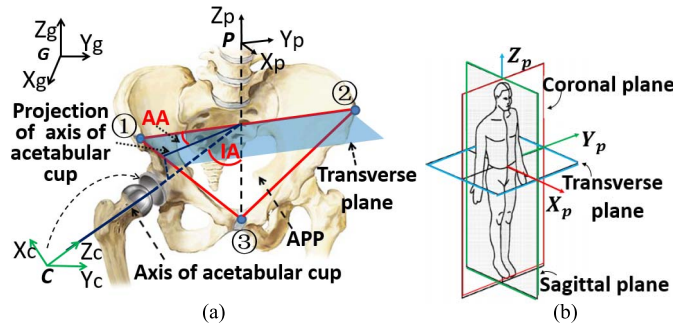 Zg
G
Yg
Xg
Zp
P
Yp
Xp
Projection
of axis of
acetabular
cup
①
AA
②
IA
Transverse
plane
③
APP
Xc
Zc
C
Yc
Axis of acetabular cup
(a)
Zp
Coronal plane
Yp
Transverse
plane
Xp
Sagittal plane
(b)